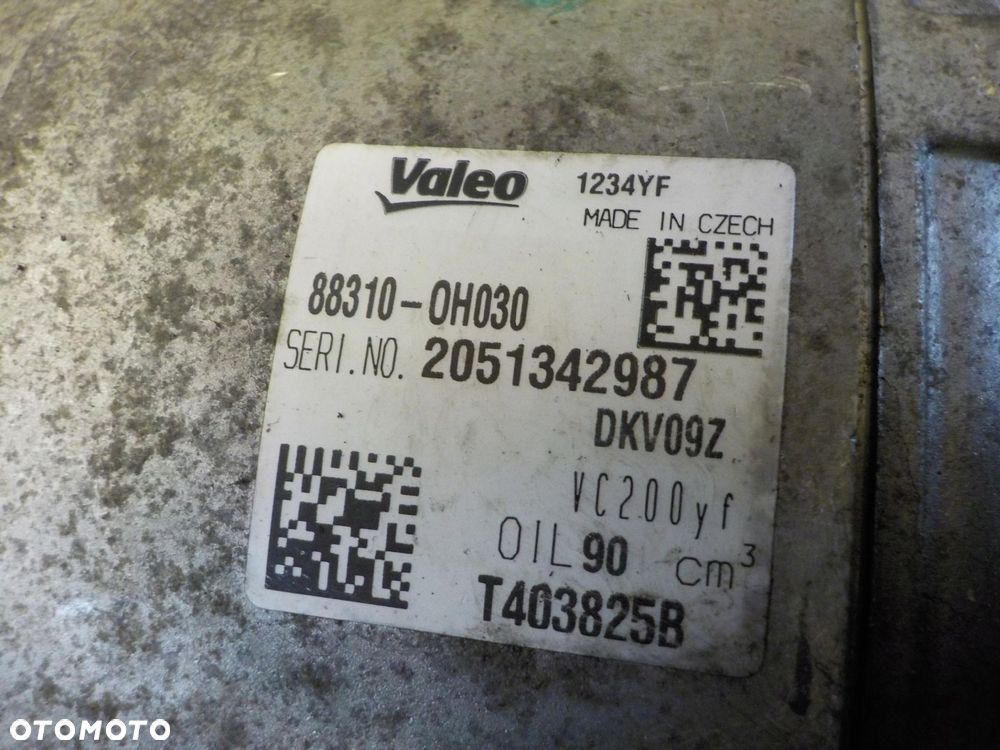 Valeo 1234YF
MADE IN CZECH
88310-0H030
SERI.NO. 2051342987
DKV09Z
VC200yf
OIL 90 cm³
T403825B
OTOMOTO